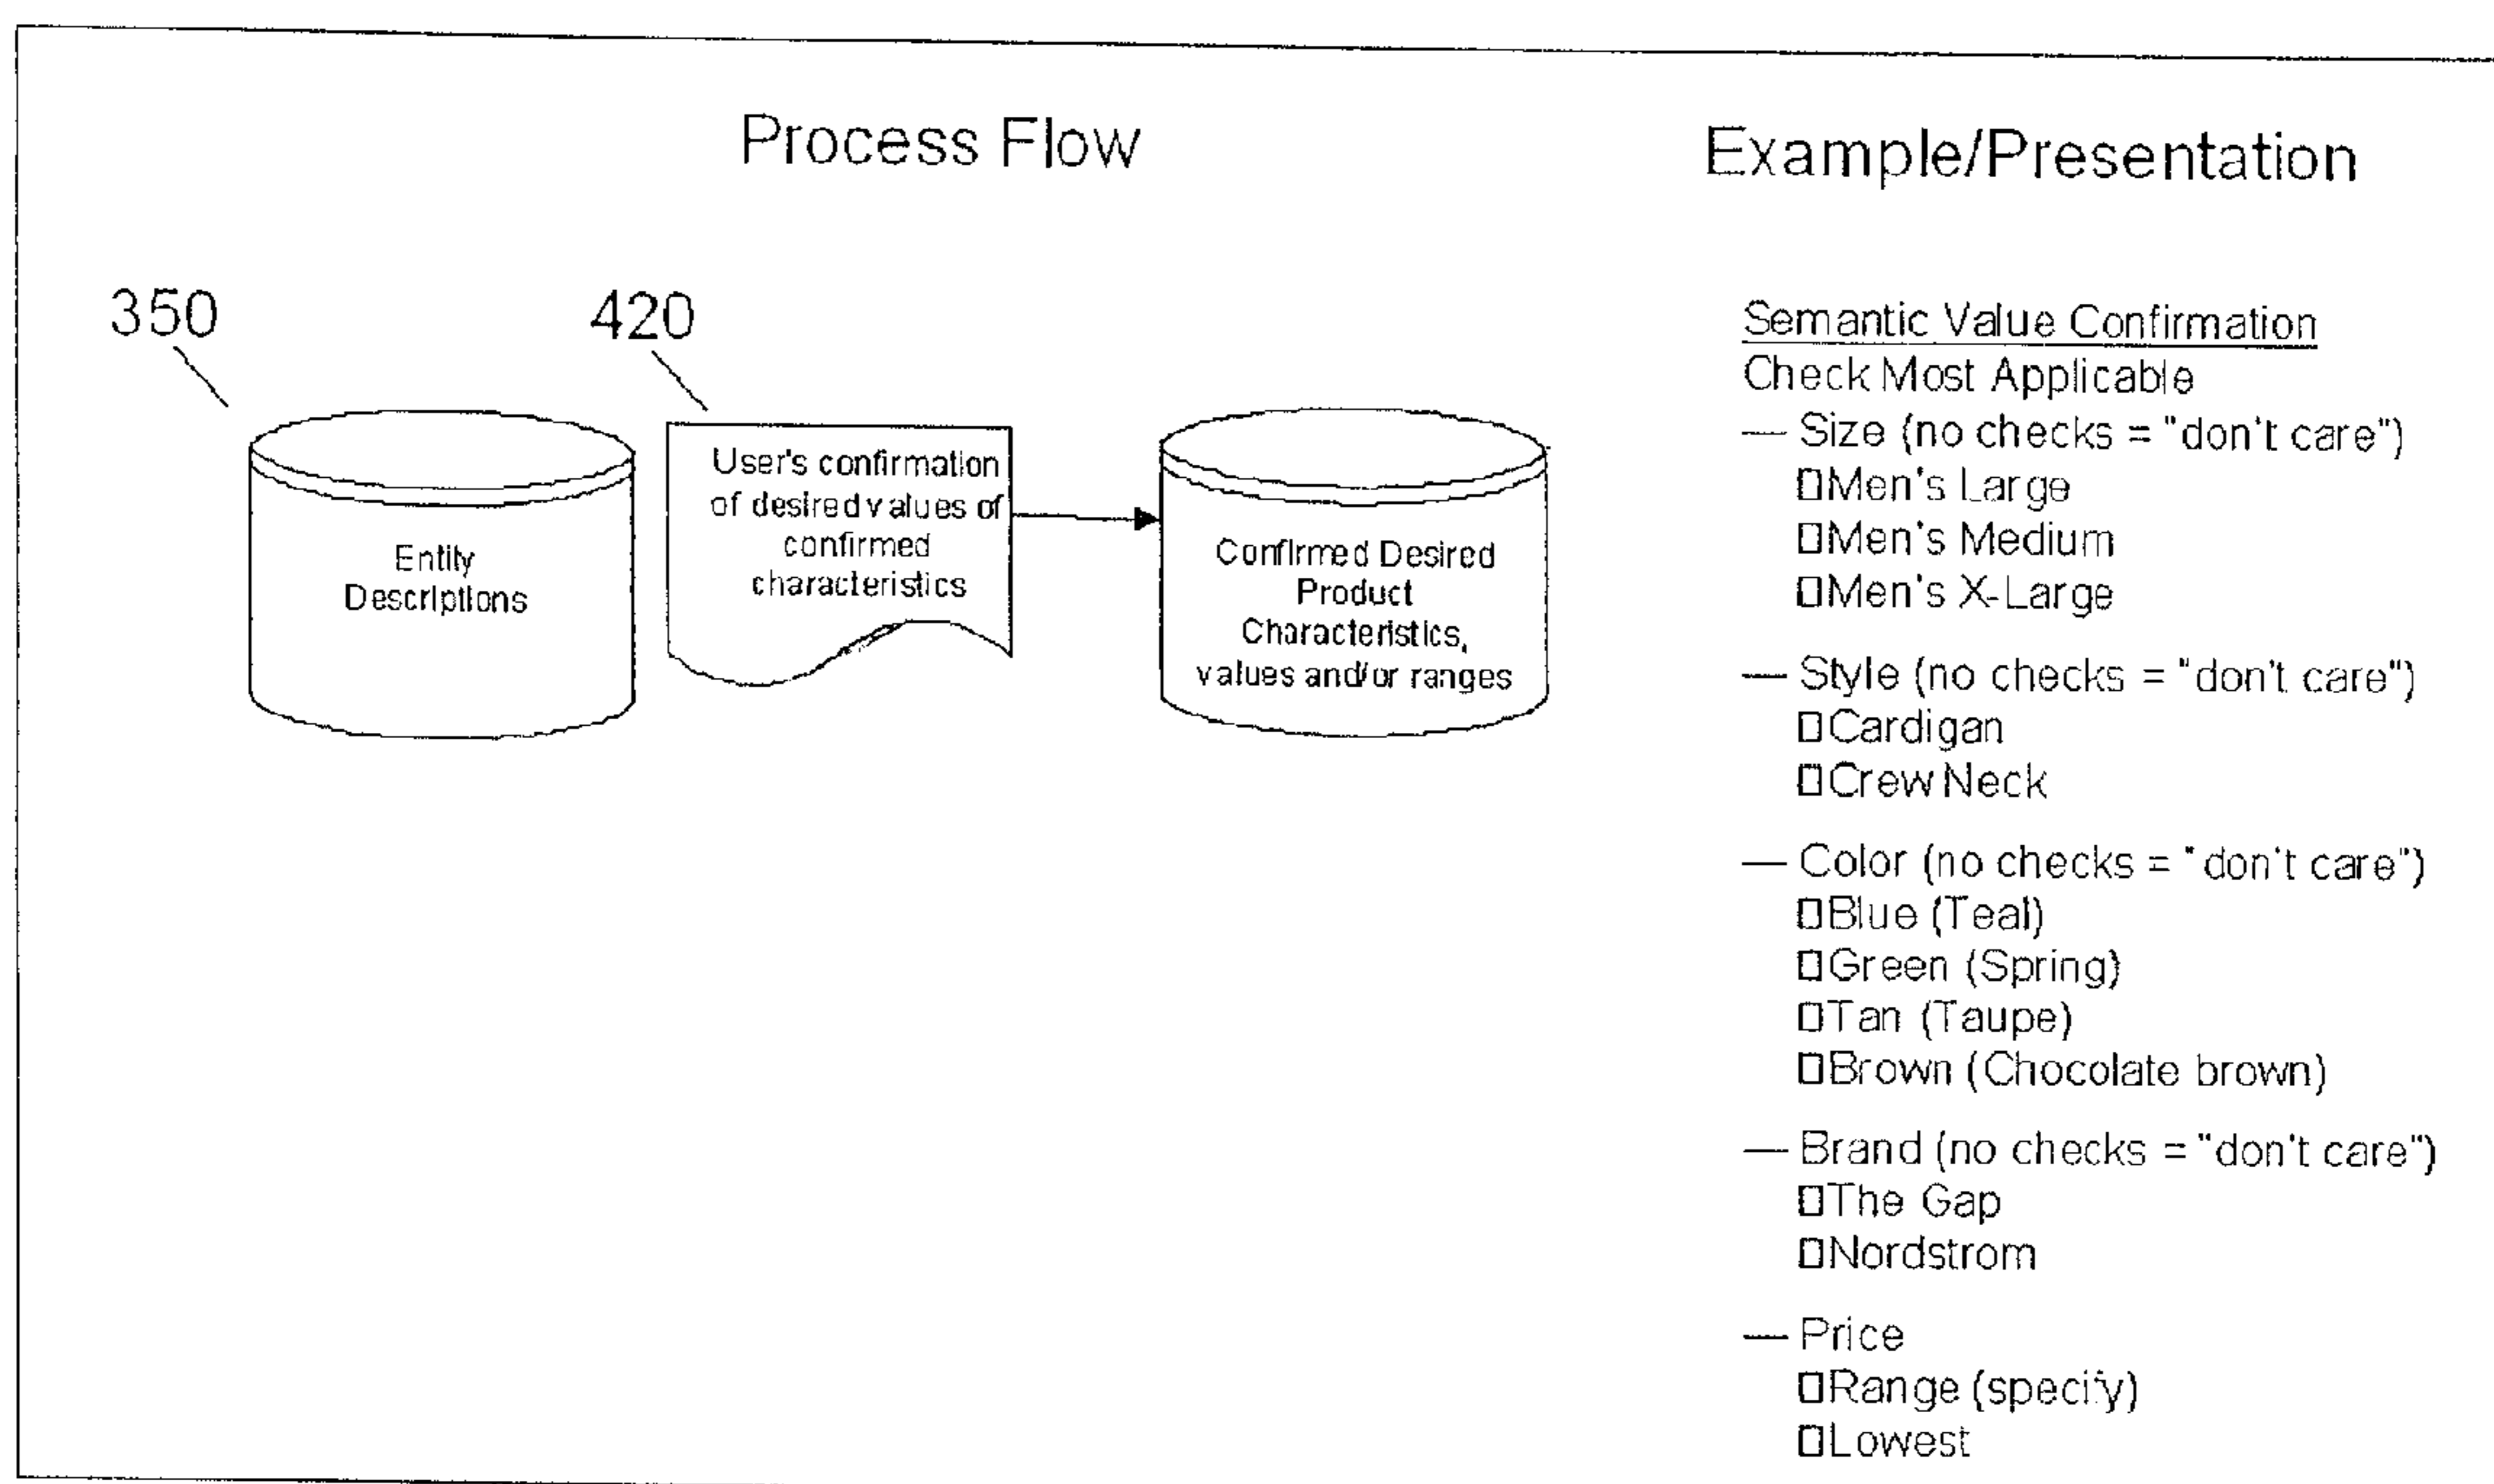 Process Flow
Example/Presentation
350
420
Entity
Descriptions
User's confirmation
of desired values of
confirmed
characteristics
Confirmed Desired
Product
Characteristics,
values and/or ranges
Semantic Value Confirmation
Check Most Applicable
— Size (no checks = "don't care")
□Men's Large
□Men's Medium
□Men's X-Large
— Style (no checks = "don't care")
□Cardigan
□Crew Neck
— Color (no checks = "don't care")
□Blue (Teal)
□Green (Spring)
□Tan (Taupe)
□Brown (Chocolate brown)
— Brand (no checks = "don't care")
□The Gap
□Nordstrom
— Price
□Range (specify)
□Lowest